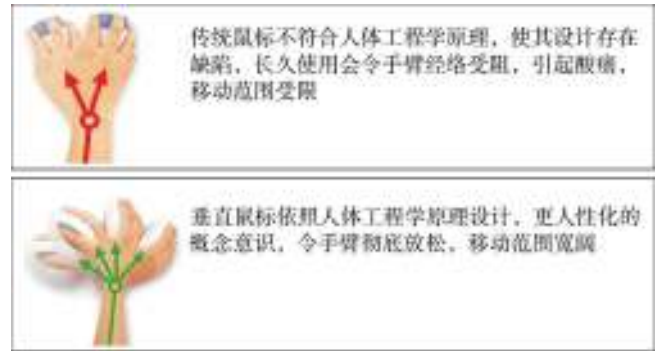 传统鼠标不符合人体工程学原理，使其设计存在
缺陷，长久使用会令手臂经络受阻，引起酸痛，
移动范围受限
垂直鼠标依照人体工程学原理设计，更人性化的
概念意识，令手臂彻底放松，移动范围宽阔